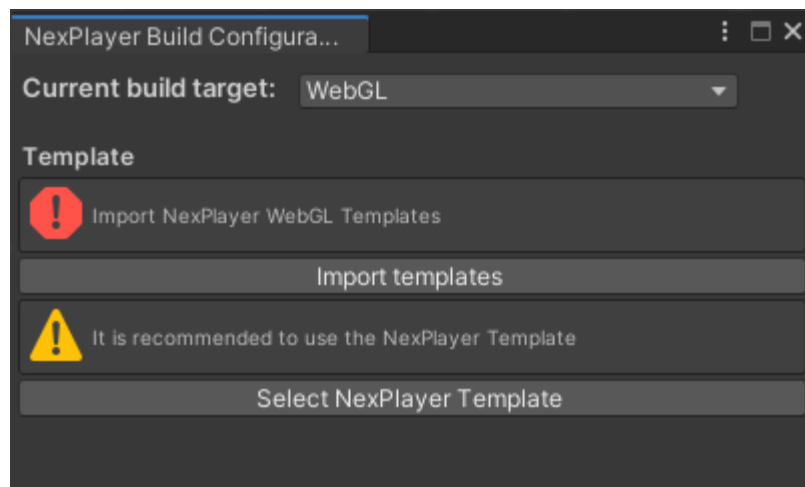 NexPlayer Build Configura...
Current build target: WebGL
Template
Import NexPlayer WebGL Templates
Import templates
It is recommended to use the NexPlayer Template
Select NexPlayer Template